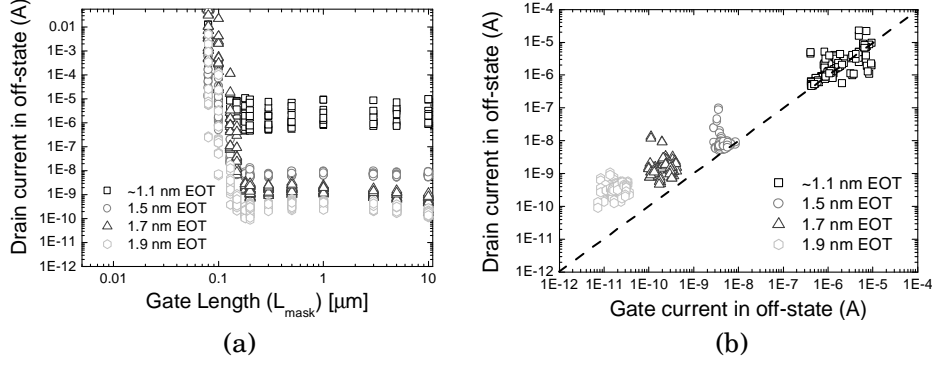 Drain current in off-state (A)
0.01
1E-3
1E-4
1E-5
1E-6
1E-7
1E-8
1E-9
1E-10
1E-11
1E-12
~1.1 nm EOT
1.5 nm EOT
1.7 nm EOT
1.9 nm EOT
0.01
0.1
1
10
Gate Length (Lmask) [µm]
(a)
Drain current in off-state (A)
1E-4
1E-5
1E-6
1E-7
1E-8
1E-9
1E-10
1E-11
1E-12
~1.1 nm EOT
1.5 nm EOT
1.7 nm EOT
1.9 nm EOT
1E-12
1E-11
1E-10
1E-9
1E-8
1E-7
1E-6
1E-5
1E-4
Gate current in off-state (A)
(b)